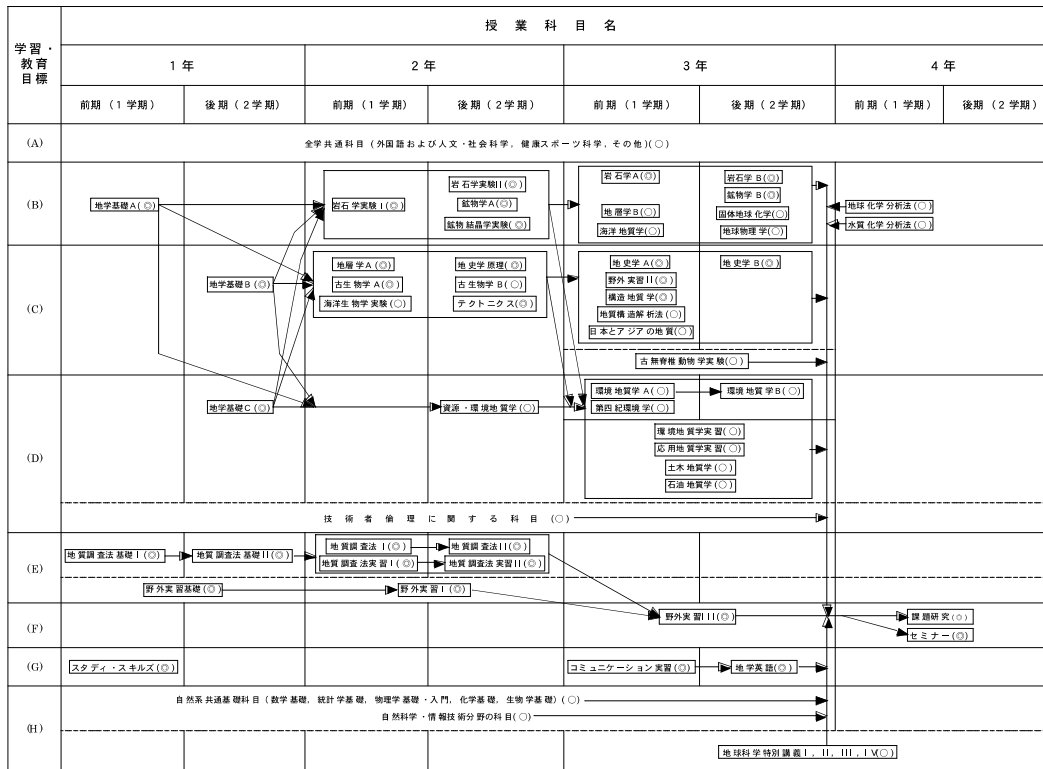 学習・
教育
目標
授業科目名
1年
2年
3年
4年
前期（1学期）
後期（2学期）
前期（1学期）
後期（2学期）
前期（1学期）
後期（2学期）
前期（1学期）
後期（2学期）
(A)
全学共通科目（外国語および人文・社会科学，健康スポーツ科学，その他）(○)
(B)
地学基礎A(◎)
岩石学実験I(◎)
岩石学実験II(◎)
鉱物学A(◎)
鉱物結晶学実験(◎)
岩石学A(◎)
地層学B(○)
海洋地質学(○)
岩石学B(◎)
鉱物学B(◎)
固体地球化学(○)
地球物理学(○)
地球化学分析法(○)
水質化学分析法(○)
(C)
地学基礎B(◎)
地層学A(◎)
古生物学A(◎)
海洋生物学実験(○)
地史学原理(◎)
古生物学B(○)
テクトニクス(◎)
地史学A(◎)
野外実習II(◎)
構造地質学(◎)
地質構造解析法(○)
日本とアジアの地質(○)
地史学B(◎)
古無脊椎動物学実験(○)
(D)
地学基礎C(◎)
資源・環境地質学(○)
環境地質学A(○)
第四紀環境学(○)
環境地質学B(○)
環境地質学実習(○)
応用地質学実習(○)
土木地質学(○)
石油地質学(○)
技術者倫理に関する科目(○)
(E)
地質調査法基礎I(◎)
地質調査法基礎II(◎)
地質調査法I(◎)
地質調査法II(◎)
地質調査法実習I(◎)
地質調査法実習II(◎)
野外実習基礎(◎)
野外実習I(◎)
(F)
野外実習III(◎)
課題研究(◎)
セミナー(◎)
(G)
スタディ・スキルズ(◎)
コミュニケーション実習(◎)
地学英語(◎)
(H)
自然系共通基礎科目（数学基礎，統計学基礎，物理学基礎・入門，化学基礎，生物学基礎）(○)
自然科学・情報技術分野の科目(○)
地球科学特別講義I，II，III，IV(○)